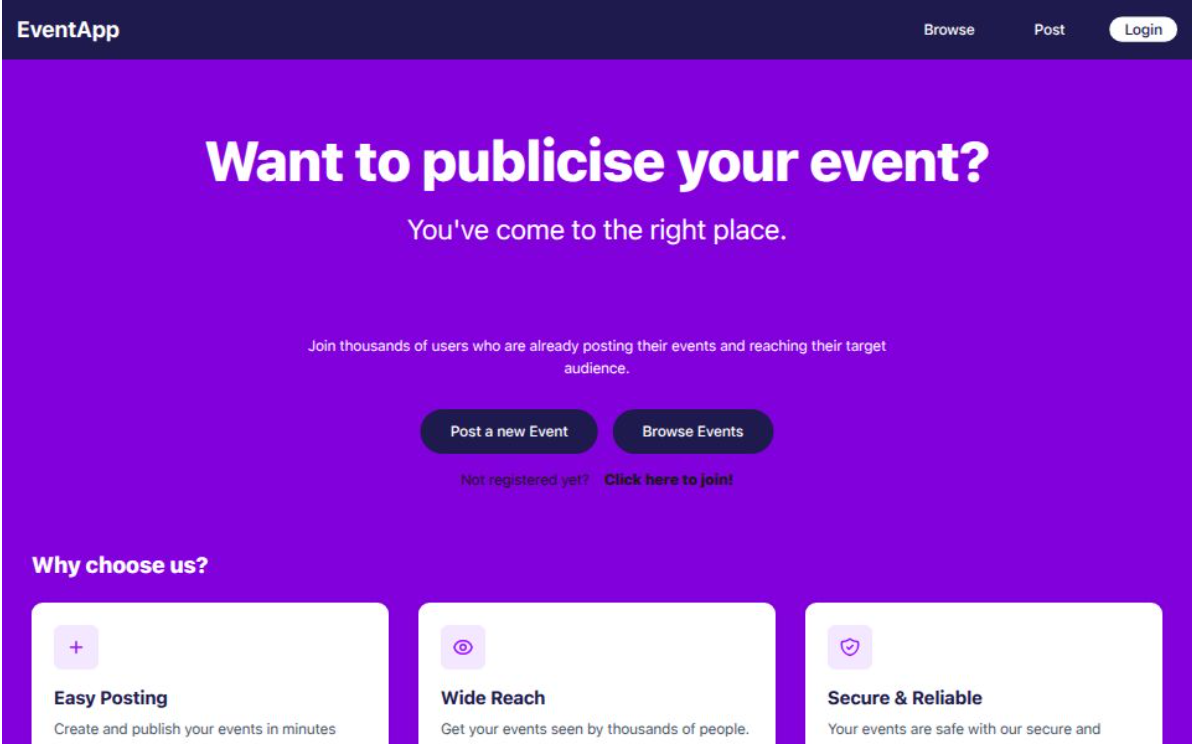 EventApp
Browse
Post
Login
Want to publicise your event?
You've come to the right place.
Join thousands of users who are already posting their events and reaching their target
audience.
Post a new Event
Browse Events
Not registered yet? Click here to join!
Why choose us?
Easy Posting
Create and publish your events in minutes
Wide Reach
Get your events seen by thousands of people.
Secure & Reliable
Your events are safe with our secure and